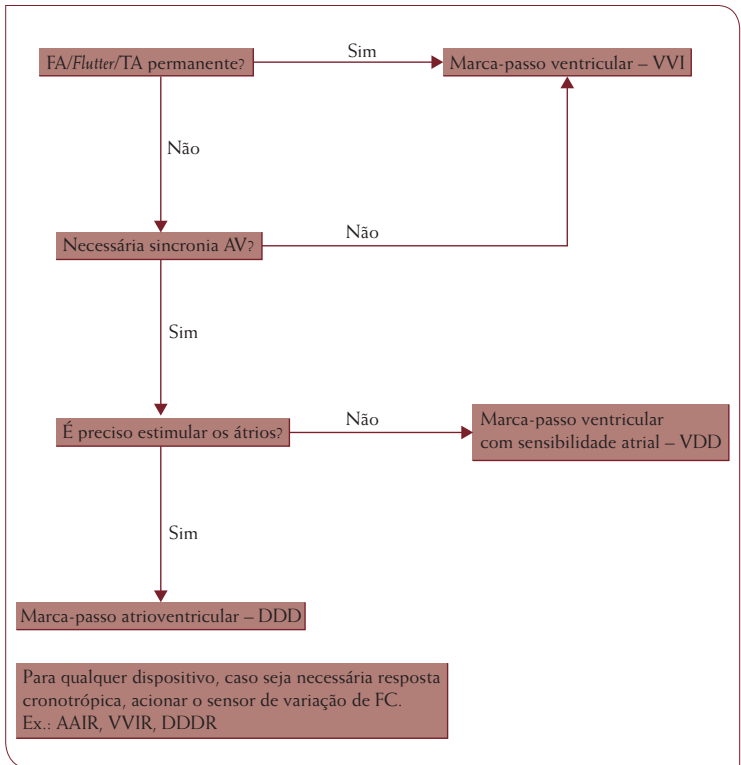 FA/Flutter/TA permanente?
Sim
Marca-passo ventricular – VVI
Não
Necessária sincronia AV?
Não
Sim
É preciso estimular os átrios?
Não
Marca-passo ventricular
com sensibilidade atrial – VDD
Sim
Marca-passo atrioventricular – DDD
Para qualquer dispositivo, caso seja necessária resposta
cronotrópica, acionar o sensor de variação de FC.
Ex.: AAIR, VVIR, DDDR